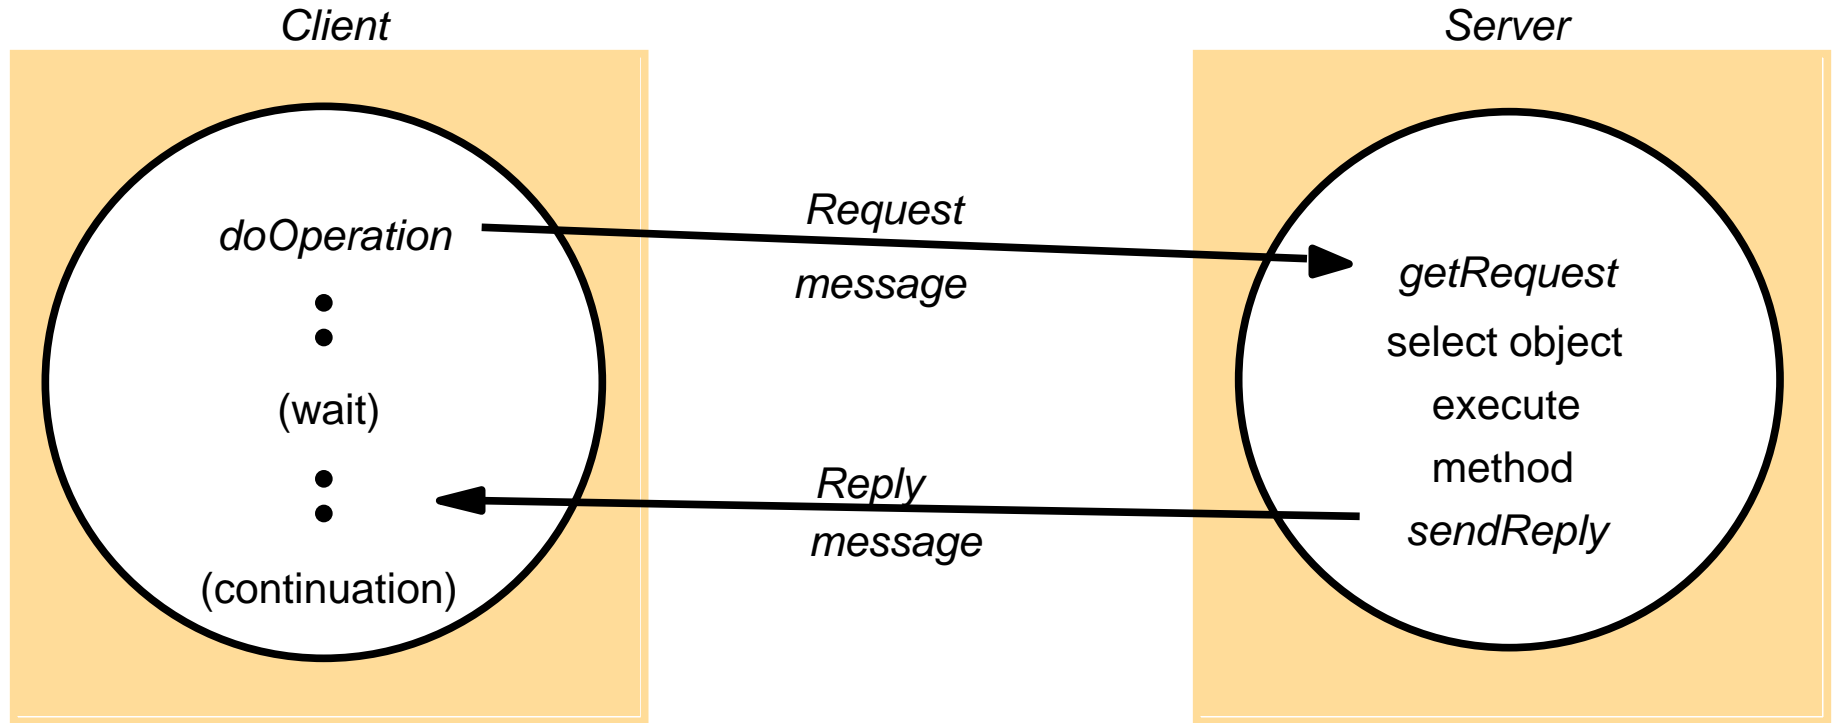 Client
doOperation
(wait)
(continuation)
Request
message
Reply
message
Server
getRequest
select object
execute
method
sendReply